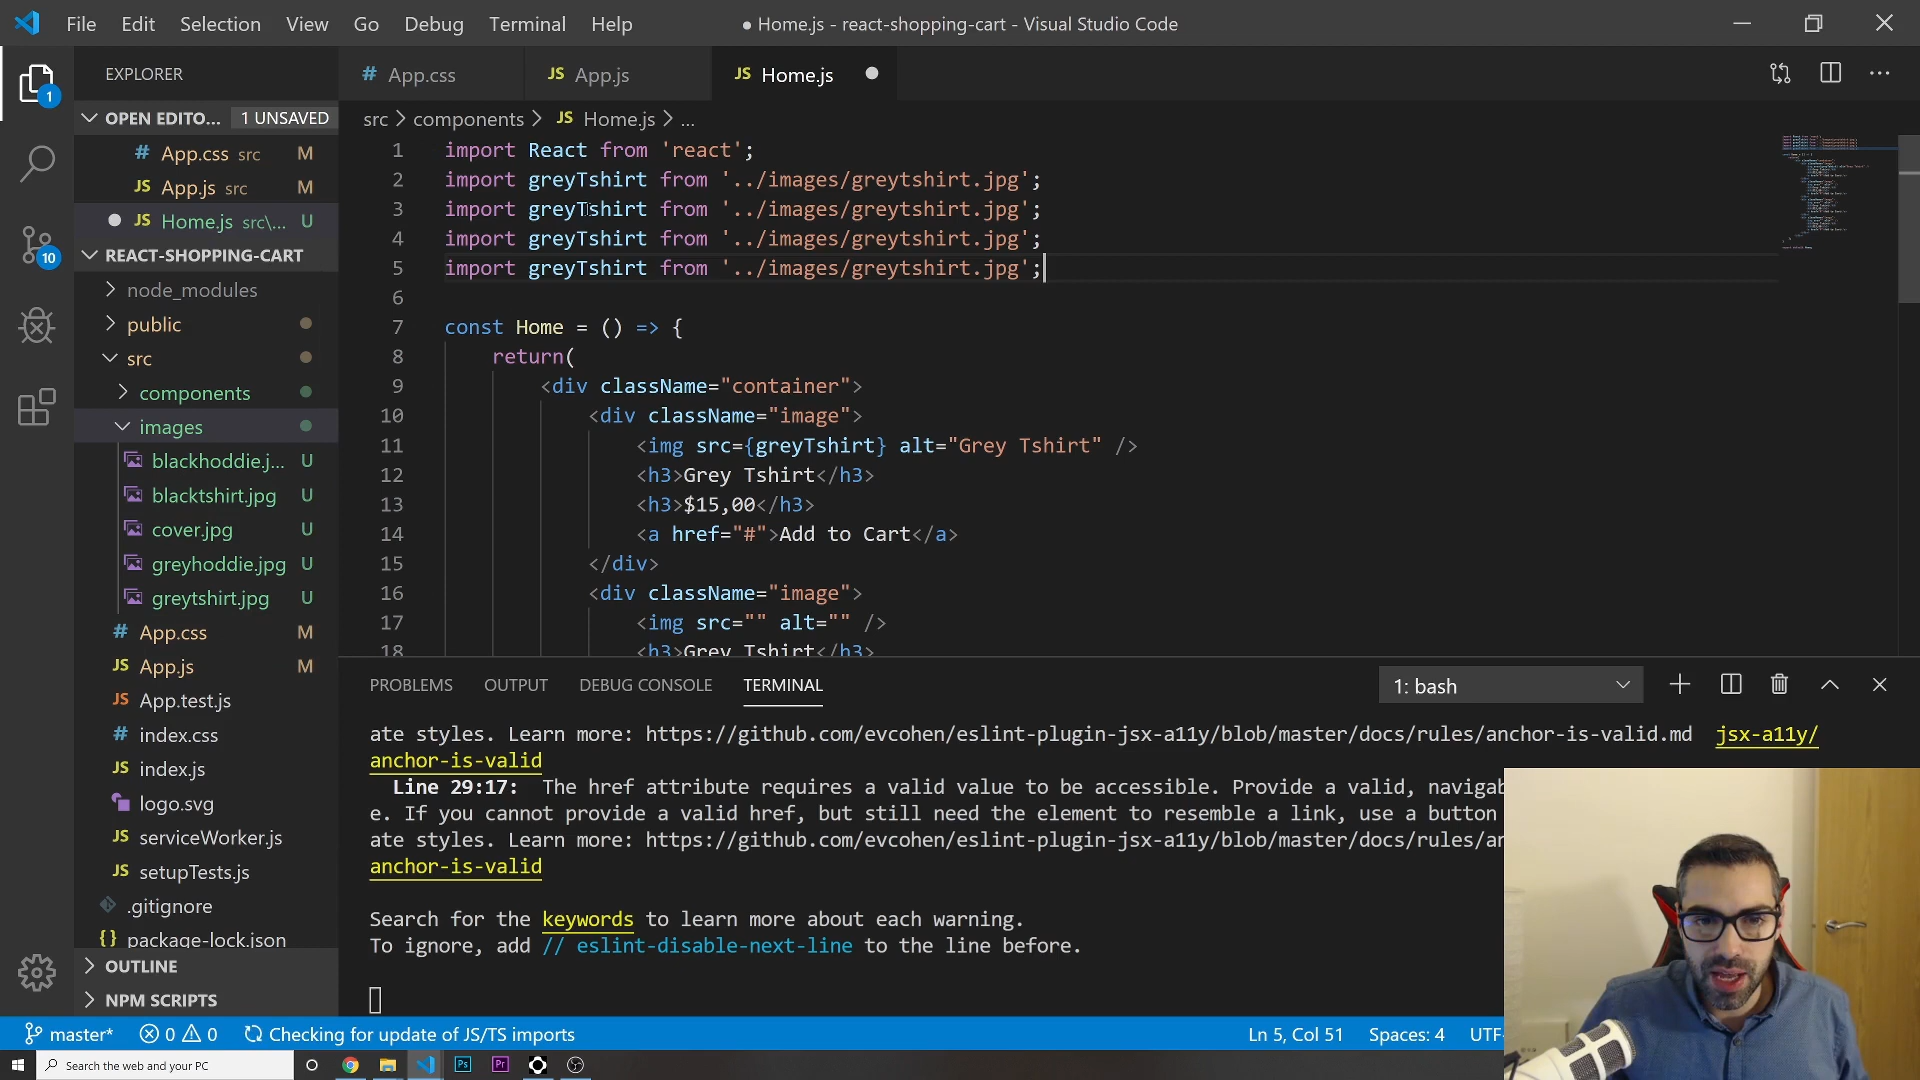 File Edit Selection View Go Debug Terminal Help
● Home.js - react-shopping-cart - Visual Studio Code
EXPLORER
OPEN EDITO... 1 UNSAVED
# App.css src M
JS App.js src M
JS Home.js src\... U
REACT-SHOPPING-CART
node_modules
public
src
components
images
blackhoddie.j... U
blacktshirt.jpg U
cover.jpg U
greyhoddie.jpg U
greytshirt.jpg U
# App.css M
JS App.js M
JS App.test.js
# index.css
JS index.js
logo.svg
JS serviceWorker.js
JS setupTests.js
.gitignore
{} package-lock.json
OUTLINE
NPM SCRIPTS
1
10
# App.css
JS App.js
JS Home.js
src > components > JS Home.js > ...
1 import React from 'react';
2 import greyTshirt from '../images/greytshirt.jpg';
3 import greyTshirt from '../images/greytshirt.jpg';
4 import greyTshirt from '../images/greytshirt.jpg';
5 import greyTshirt from '../images/greytshirt.jpg';
6
7 const Home = () => {
8 return(
9 <div className="container">
10 <div className="image">
11 <img src={greyTshirt} alt="Grey Tshirt" />
12 <h3>Grey Tshirt</h3>
13 <h3>$15,00</h3>
14 <a href="#">Add to Cart</a>
15 </div>
16 <div className="image">
17 <img src="" alt="" />
18 <h3>Grey Tshirt</h3>
PROBLEMS OUTPUT DEBUG CONSOLE TERMINAL
1: bash
ate styles. Learn more: https://github.com/evcohen/eslint-plugin-jsx-a11y/blob/master/docs/rules/anchor-is-valid.md jsx-a11y/
anchor-is-valid
Line 29:17: The href attribute requires a valid value to be accessible. Provide a valid, navigab
e. If you cannot provide a valid href, but still need the element to resemble a link, use a button
ate styles. Learn more: https://github.com/evcohen/eslint-plugin-jsx-a11y/blob/master/docs/rules/an
anchor-is-valid
Search for the keywords to learn more about each warning.
To ignore, add // eslint-disable-next-line to the line before.
master* 0 0 Checking for update of JS/TS imports
Ln 5, Col 51 Spaces: 4 UTF-
Search the web and your PC
Ps
Pr